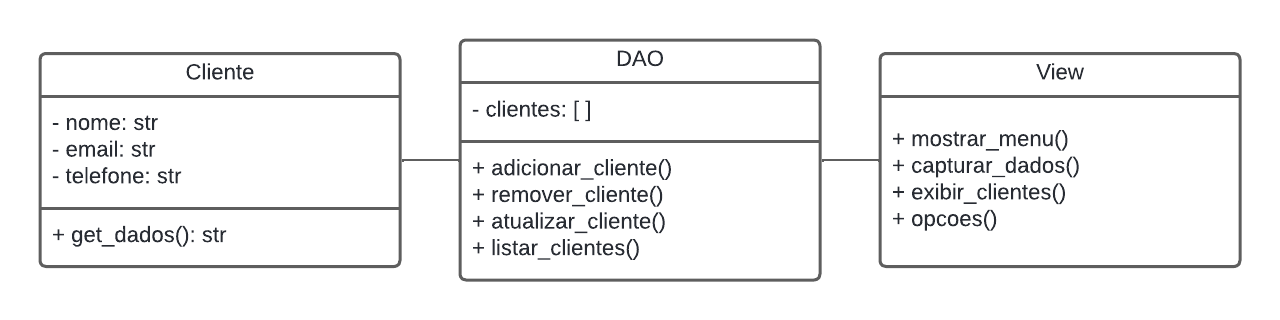 Cliente
- nome: str
- email: str
- telefone: str
+ get_dados(): str
DAO
- clientes: [ ]
+ adicionar_cliente()
+ remover_cliente()
+ atualizar_cliente()
+ listar_clientes()
View
+ mostrar_menu()
+ capturar_dados()
+ exibir_clientes()
+ opcoes()